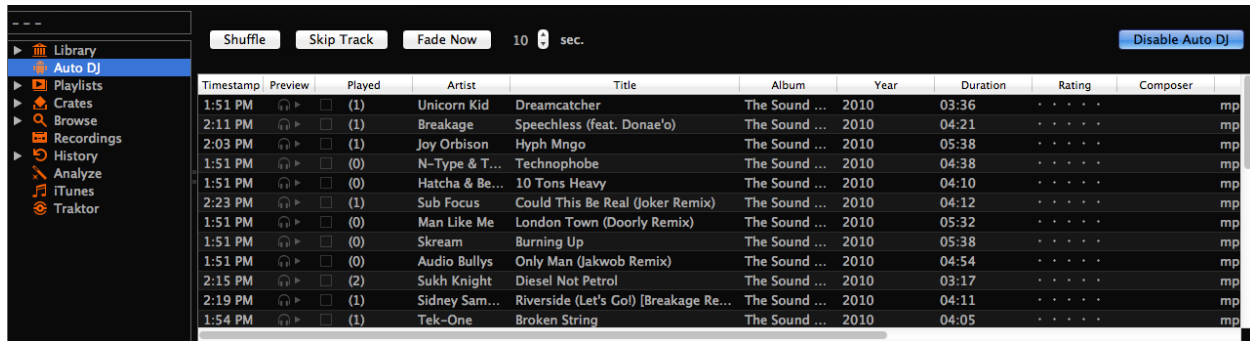 - - -
Shuffle Skip Track Fade Now 10 sec. Disable Auto DJ
Library
Auto DJ
Playlists
Crates
Browse
Recordings
History
Analyze
iTunes
Traktor
Timestamp Preview Played Artist Title Album Year Duration Rating Composer
1:51 PM (1) Unicorn Kid Dreamcatcher The Sound ... 2010 03:36 mp
2:11 PM (1) Breakage Speechless (feat. Donae'o) The Sound ... 2010 04:21 mp
2:03 PM (1) Joy Orbison Hyph Mngo The Sound ... 2010 05:38 mp
1:51 PM (0) N-Type & T... Technophobe The Sound ... 2010 04:38 mp
1:51 PM (0) Hatcha & Be... 10 Tons Heavy The Sound ... 2010 04:10 mp
2:23 PM (1) Sub Focus Could This Be Real (Joker Remix) The Sound ... 2010 04:12 mp
1:51 PM (0) Man Like Me London Town (Doorly Remix) The Sound ... 2010 05:32 mp
1:51 PM (0) Skream Burning Up The Sound ... 2010 05:38 mp
1:51 PM (0) Audio Bullys Only Man (Jakwob Remix) The Sound ... 2010 04:54 mp
2:15 PM (2) Sukh Knight Diesel Not Petrol The Sound ... 2010 03:17 mp
2:19 PM (1) Sidney Sam... Riverside (Let's Go!) [Breakage Re... The Sound ... 2010 04:11 mp
1:54 PM (1) Tek-One Broken String The Sound ... 2010 04:05 mp